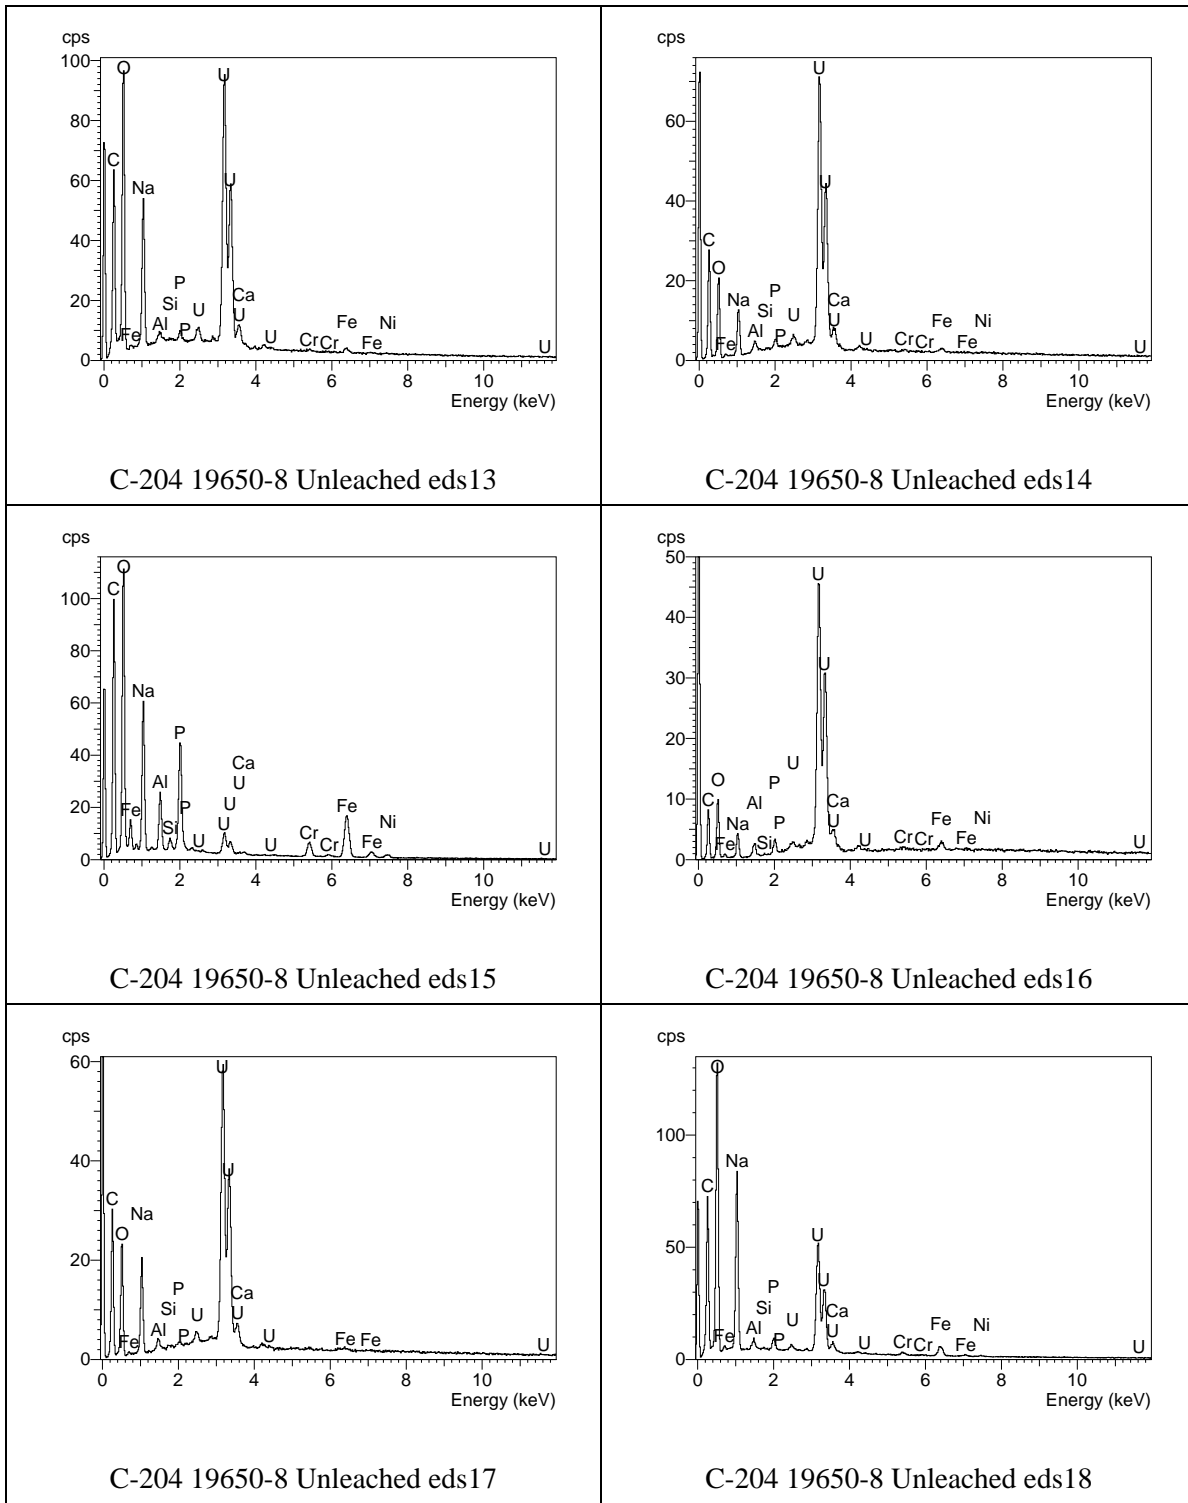 cps
100
80
60
40
20
0
O
U
C
Na
U
P
Si
U
Ca
U
Fe
Al
P
U
Cr
Cr
Fe
Fe
Ni
U
0 2 4 6 8 10
Energy (keV)
C-204 19650-8 Unleached eds13
cps
60
40
20
0
U
U
C
O
Na
P
Si
U
Ca
U
Fe
Al
P
U
Cr
Cr
Fe
Fe
Ni
U
0 2 4 6 8 10
Energy (keV)
C-204 19650-8 Unleached eds14
cps
100
80
60
40
20
0
O
C
Na
P
Al
Ca
U
U
Fe
Si
P
U
U
U
Cr
Cr
Fe
Fe
Ni
U
0 2 4 6 8 10
Energy (keV)
C-204 19650-8 Unleached eds15
cps
50
40
30
20
10
0
U
U
O
C
U
P
Al
Ca
U
Na
P
Fe
Si
U
Cr
Cr
Fe
Fe
Ni
U
0 2 4 6 8 10
Energy (keV)
C-204 19650-8 Unleached eds16
cps
60
40
20
0
U
U
C
Na
O
P
Si
U
Ca
U
Fe
Al
P
U
Fe
Fe
U
0 2 4 6 8 10
Energy (keV)
C-204 19650-8 Unleached eds17
cps
100
50
0
O
Na
C
U
U
P
Si
U
Ca
U
Fe
Al
P
U
Cr
Cr
Fe
Fe
Ni
U
0 2 4 6 8 10
Energy (keV)
C-204 19650-8 Unleached eds18